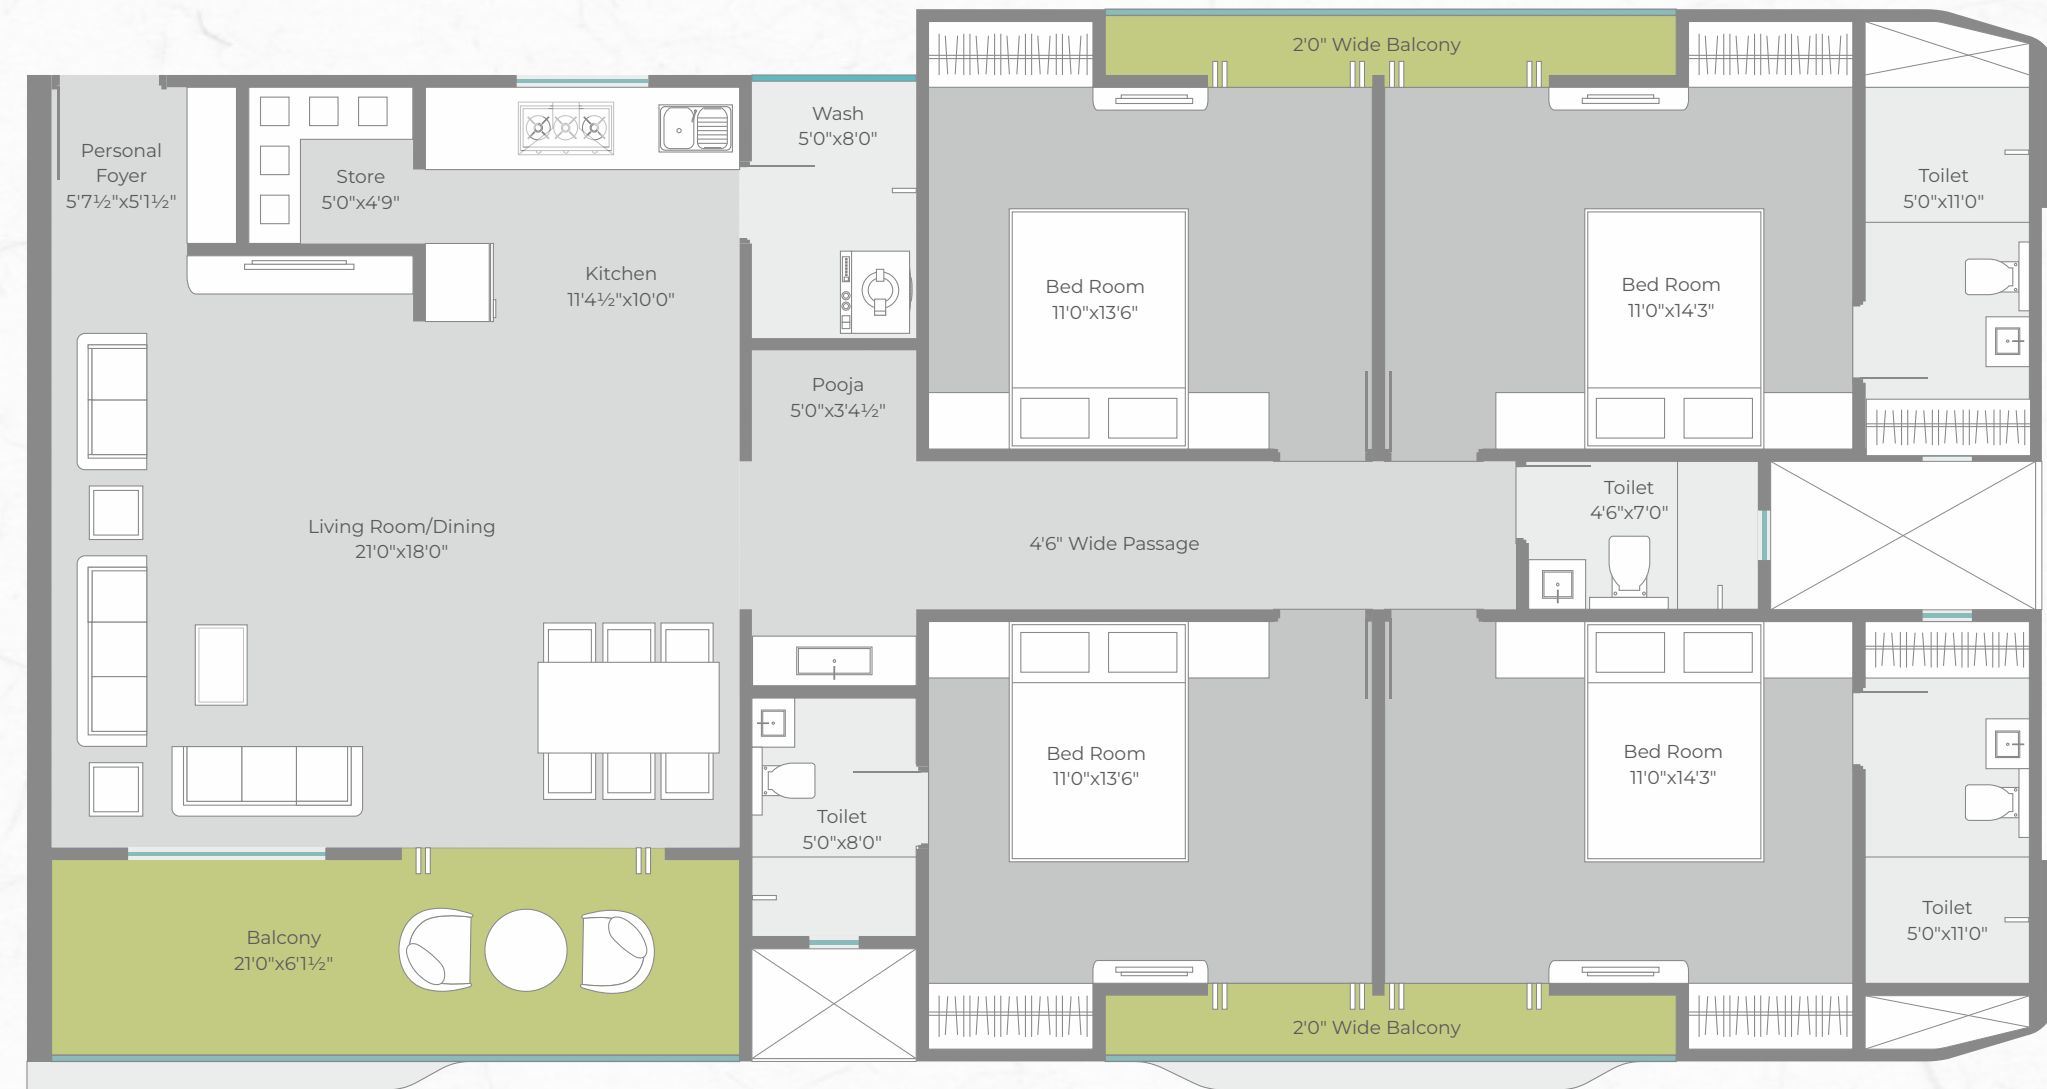 2'0" Wide Balcony
Personal
Foyer
5'7½"x5'1½"
Store
5'0"x4'9"
Wash
5'0"x8'0"
Toilet
5'0"x11'0"
Kitchen
11'4½"x10'0"
Bed Room
11'0"x13'6"
Bed Room
11'0"x14'3"
Pooja
5'0"x3'4½"
Living Room/Dining
21'0"x18'0"
4'6" Wide Passage
Toilet
4'6"x7'0"
Bed Room
11'0"x13'6"
Bed Room
11'0"x14'3"
Toilet
5'0"x8'0"
Balcony
21'0"x6'1½"
Toilet
5'0"x11'0"
2'0" Wide Balcony